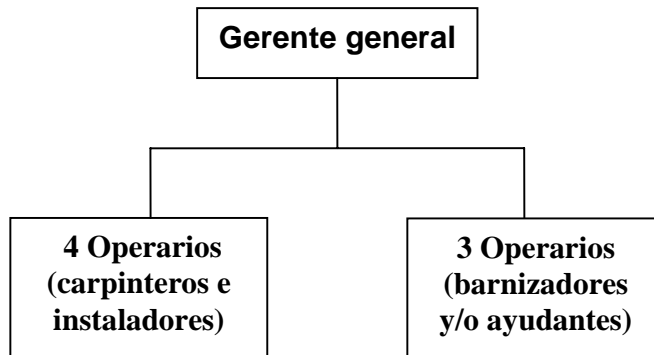 Gerente general
4 Operarios
(carpinteros e
instaladores)
3 Operarios
(barnizadores
y/o ayudantes)